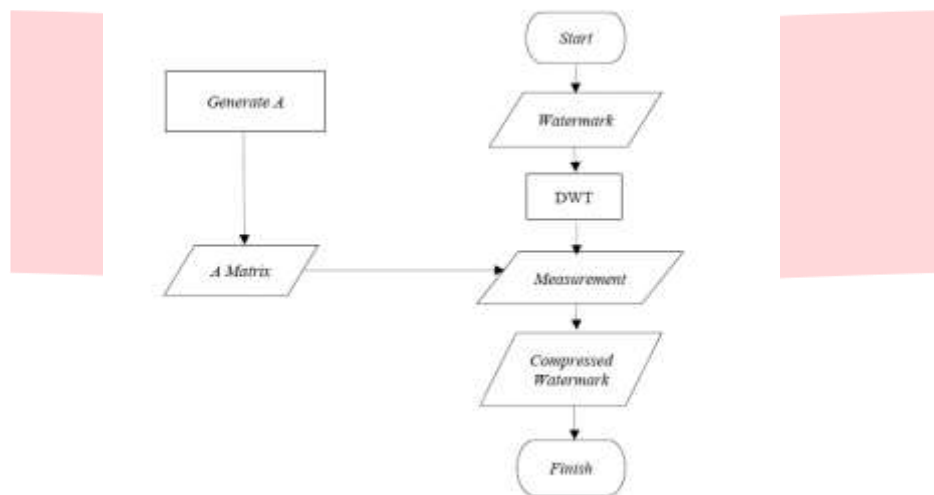 Start
Generate A
Watermark
DWT
A Matrix
Measurement
Compressed
Watermark
Finish